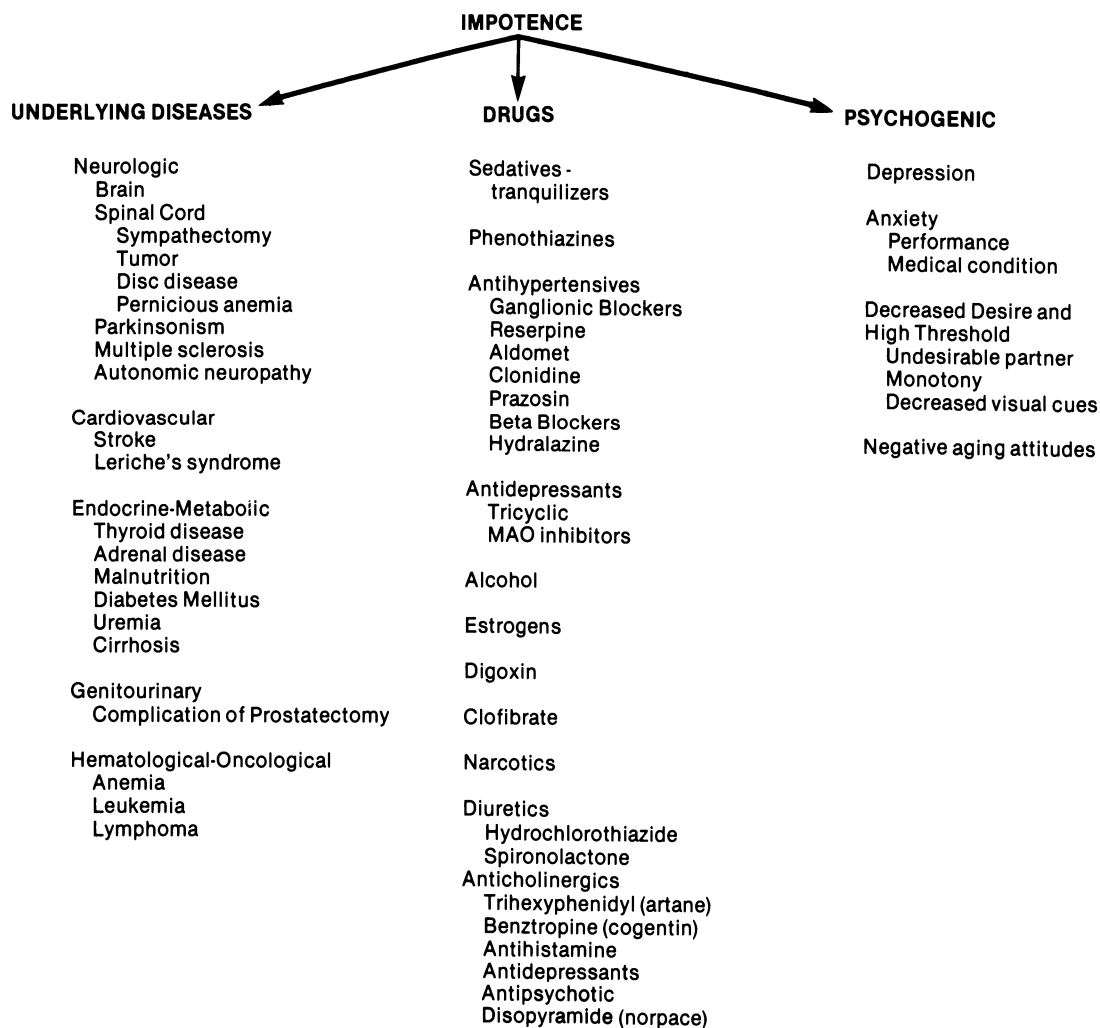 IMPOTENCE
UNDERLYING DISEASES
Neurologic
Brain
Spinal Cord
Sympathectomy
Tumor
Disc disease
Pernicious anemia
Parkinsonism
Multiple sclerosis
Autonomic neuropathy
Cardiovascular
Stroke
Leriche's syndrome
Endocrine-Metabolic
Thyroid disease
Adrenal disease
Malnutrition
Diabetes Mellitus
Uremia
Cirrhosis
Genitourinary
Complication of Prostatectomy
Hematological-Oncological
Anemia
Leukemia
Lymphoma
DRUGS
Sedatives -
tranquilizers
Phenothiazines
Antihypertensives
Ganglionic Blockers
Reserpine
Aldomet
Clonidine
Prazosin
Beta Blockers
Hydralazine
Antidepressants
Tricyclic
MAO inhibitors
Alcohol
Estrogens
Digoxin
Clofibrate
Narcotics
Diuretics
Hydrochlorothiazide
Spironolactone
Anticholinergics
Trihexyphenidyl (artane)
Benztropine (cogentin)
Antihistamine
Antidepressants
Antipsychotic
Disopyramide (norpace)
PSYCHOGENIC
Depression
Anxiety
Performance
Medical condition
Decreased Desire and
High Threshold
Undesirable partner
Monotony
Decreased visual cues
Negative aging attitudes